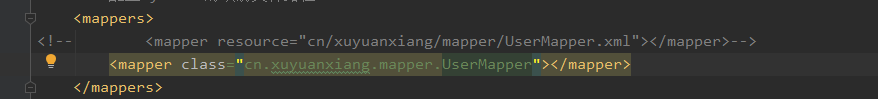 <mappers>
<!--        <mapper resource="cn/xuyuanxiang/mapper/UserMapper.xml"></mapper>-->
<mapper class="cn.xuyuanxiang.mapper.UserMapper"></mapper>
</mappers>